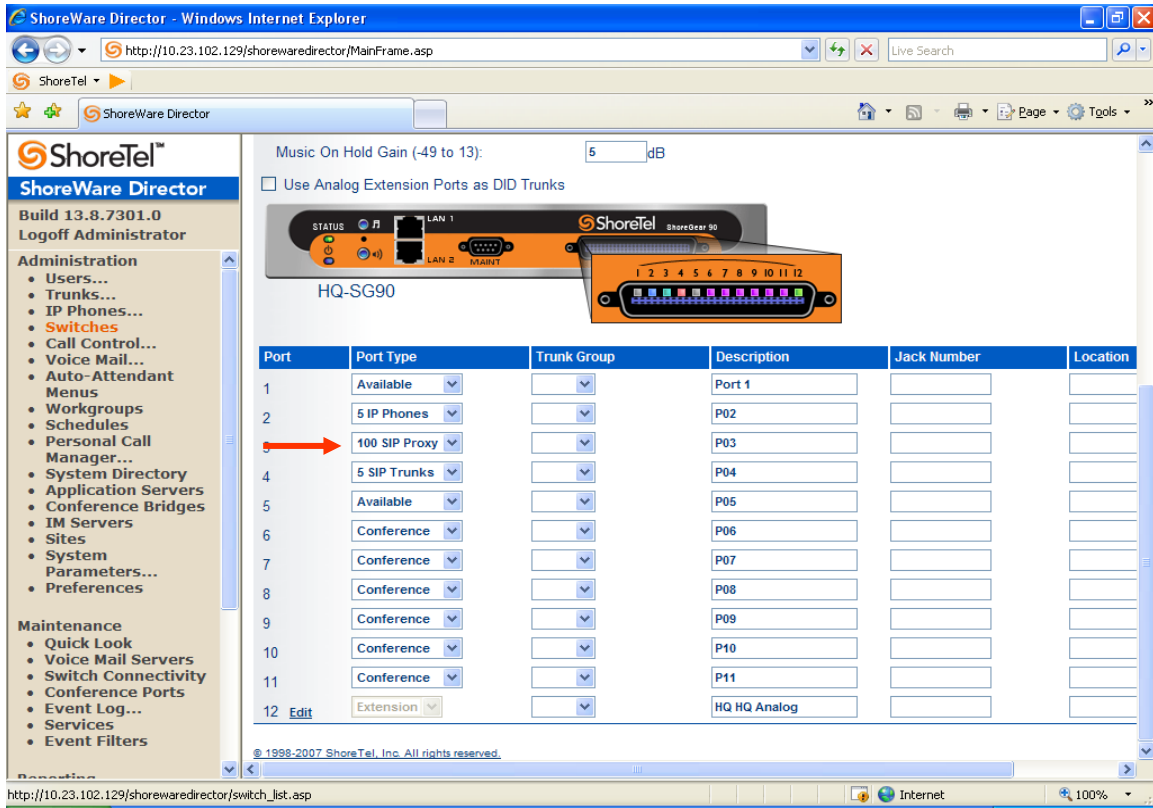 ShoreWare Director - Windows Internet Explorer
http://10.23.102.129/shorewaredirector/MainFrame.asp
Live Search
ShoreTel
ShoreWare Director
Page
Tools
ShoreTel™
ShoreWare Director
Build 13.8.7301.0
Logoff Administrator
Administration
Users...
Trunks...
IP Phones...
Switches
Call Control...
Voice Mail...
Auto-Attendant
Menus
Workgroups
Schedules
Personal Call
Manager...
System Directory
Application Servers
Conference Bridges
IM Servers
Sites
System
Parameters...
Preferences
Maintenance
Quick Look
Voice Mail Servers
Switch Connectivity
Conference Ports
Event Log...
Services
Event Filters
Reporting
Music On Hold Gain (-49 to 13): 5 dB
Use Analog Extension Ports as DID Trunks
STATUS
LAN 1
LAN 2
MAINT
ShoreTel ShoreGear 90
1 2 3 4 5 6 7 8 9 10 11 12
HQ-SG90
Port Port Type Trunk Group Description Jack Number Location
1 Available Port 1
2 5 IP Phones P02
3 100 SIP Proxy P03
4 5 SIP Trunks P04
5 Available P05
6 Conference P06
7 Conference P07
8 Conference P08
9 Conference P09
10 Conference P10
11 Conference P11
12 Edit Extension HQ HQ Analog
© 1998-2007 ShoreTel, Inc. All rights reserved.
http://10.23.102.129/shorewaredirector/switch_list.asp
Internet
100%